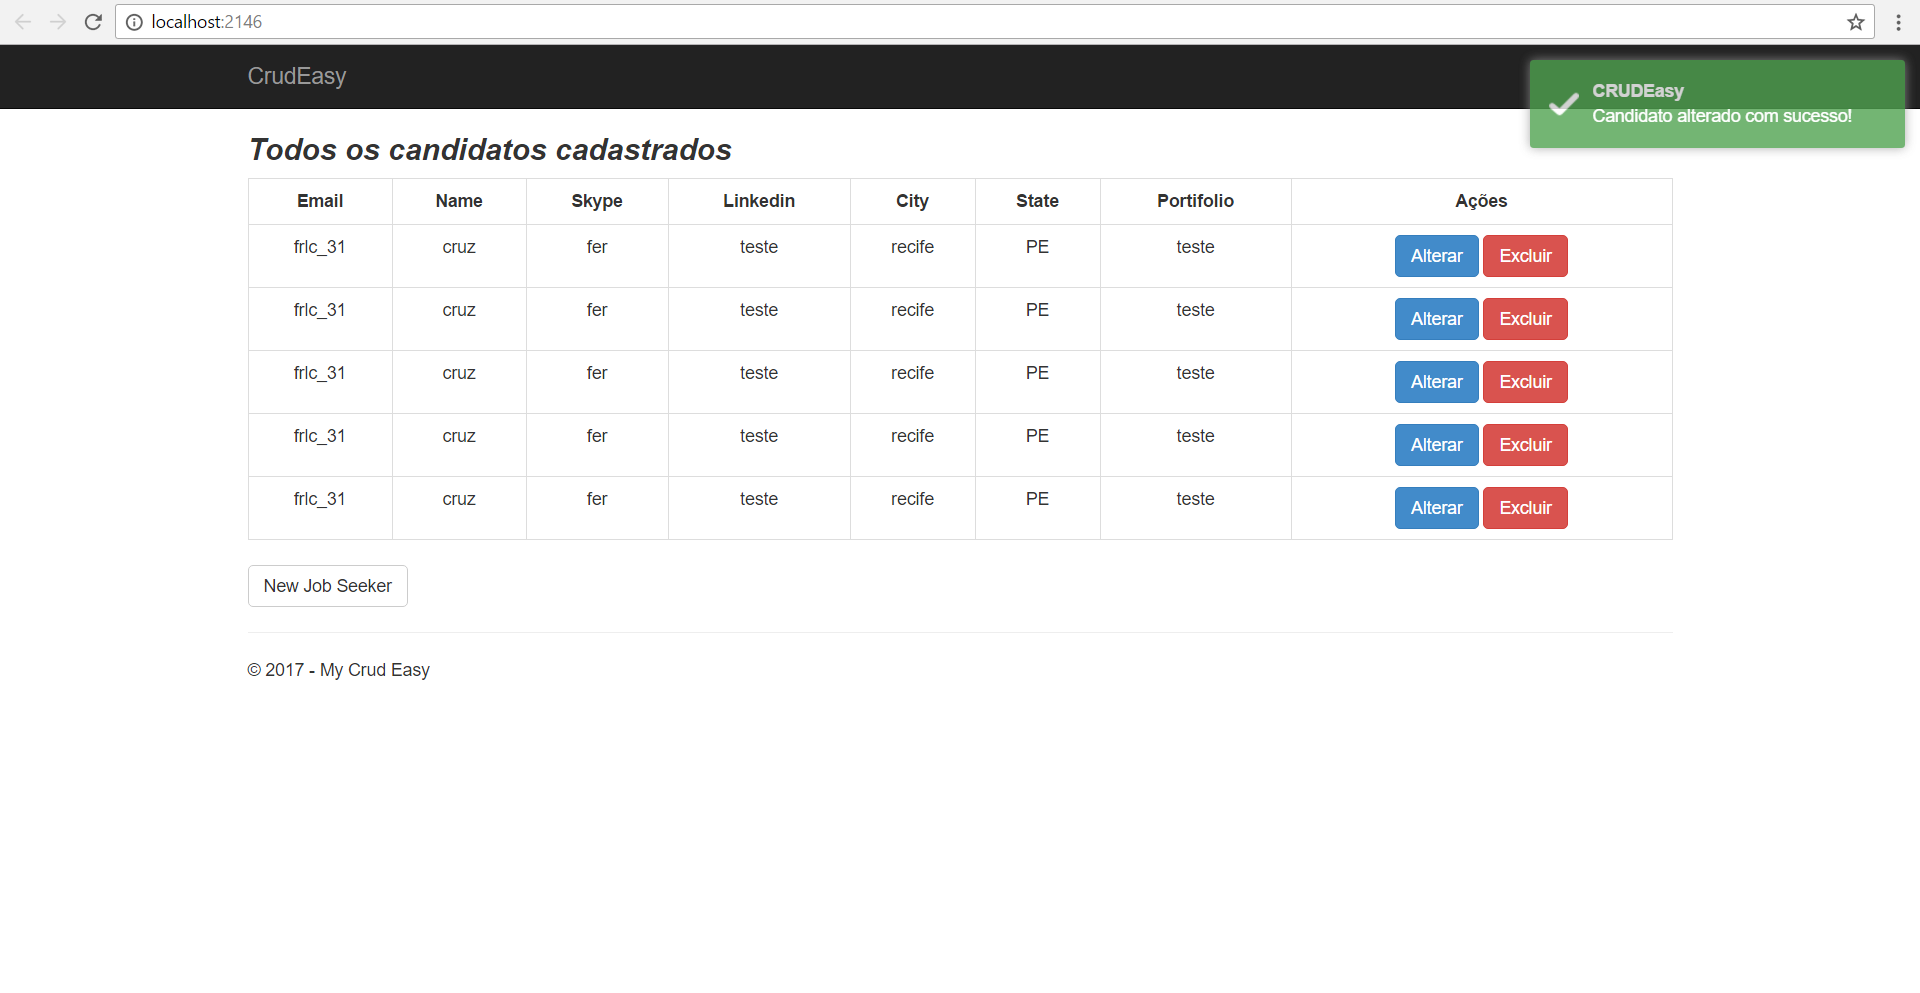 localhost:2146
CrudEasy
CRUDEasy
Candidato alterado com sucesso!
Todos os candidatos cadastrados
Email Name Skype Linkedin City State Portifolio Ações
frlc_31 cruz fer teste recife PE teste Alterar Excluir
frlc_31 cruz fer teste recife PE teste Alterar Excluir
frlc_31 cruz fer teste recife PE teste Alterar Excluir
frlc_31 cruz fer teste recife PE teste Alterar Excluir
frlc_31 cruz fer teste recife PE teste Alterar Excluir
New Job Seeker
© 2017 - My Crud Easy